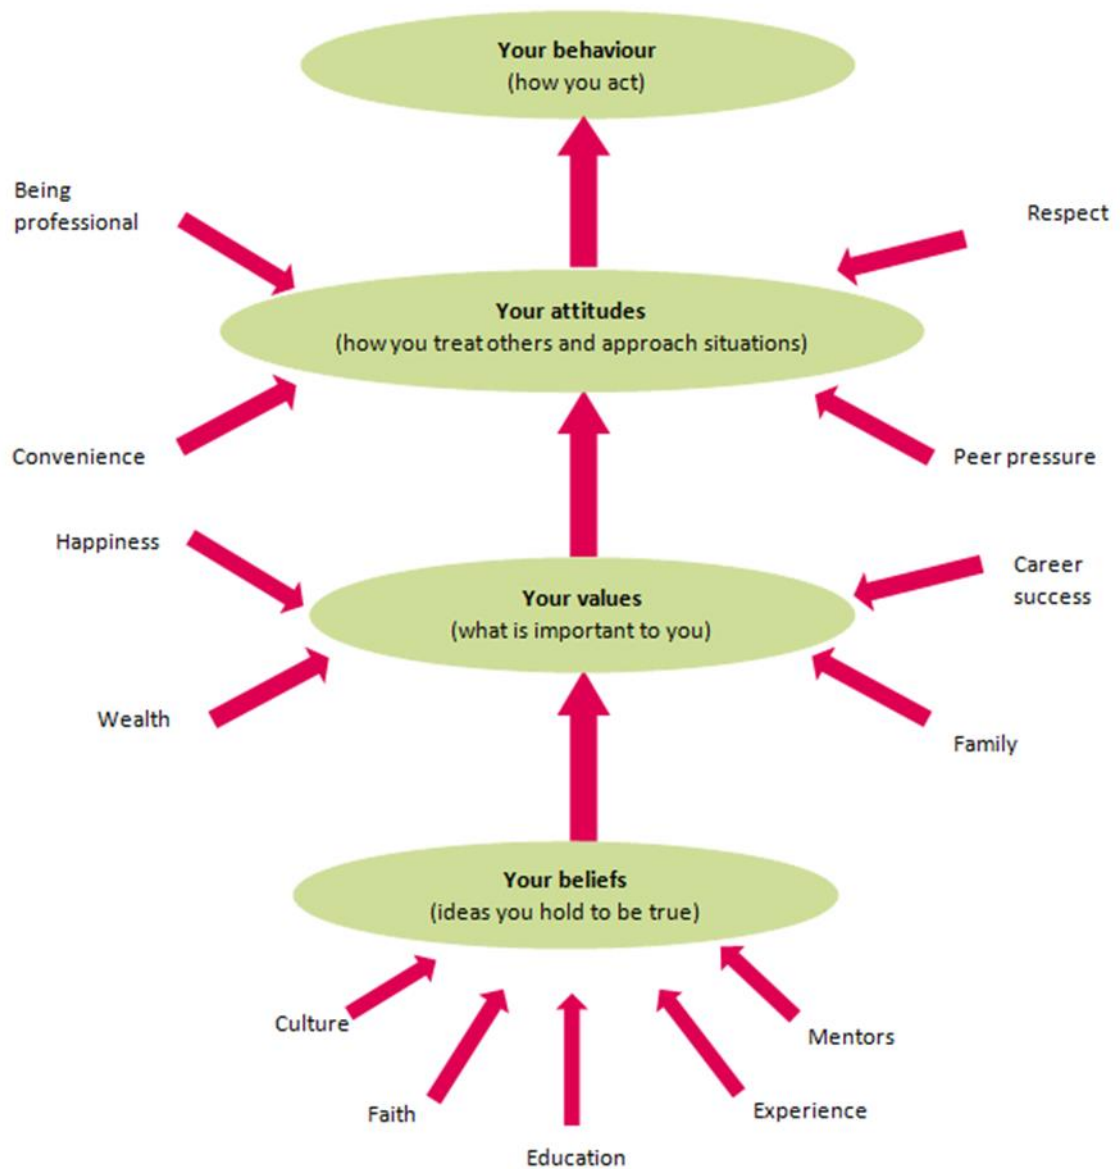 Your behaviour
(how you act)
Being
professional
Respect
Your attitudes
(how you treat others and approach situations)
Convenience
Peer pressure
Happiness
Career
success
Your values
(what is important to you)
Wealth
Family
Your beliefs
(ideas you hold to be true)
Culture
Mentors
Faith
Experience
Education